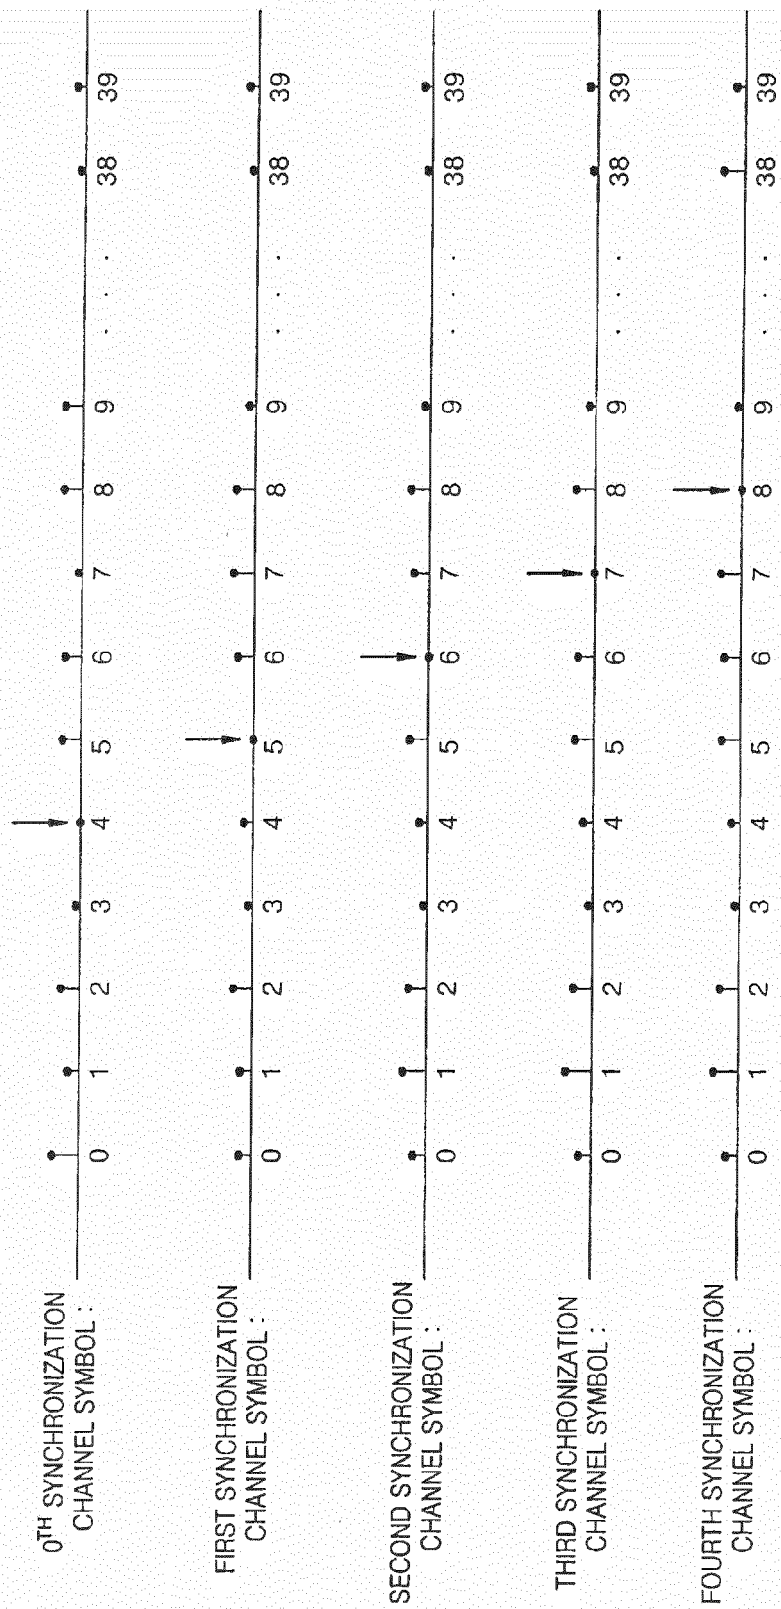 0TH SYNCHRONIZATION
CHANNEL SYMBOL :
0 1 2 3 4 5 6 7 8 9 . . . 38 39
FIRST SYNCHRONIZATION
CHANNEL SYMBOL :
0 1 2 3 4 5 6 7 8 9 . . . 38 39
SECOND SYNCHRONIZATION
CHANNEL SYMBOL :
0 1 2 3 4 5 6 7 8 9 . . . 38 39
THIRD SYNCHRONIZATION
CHANNEL SYMBOL :
0 1 2 3 4 5 6 7 8 9 . . . 38 39
FOURTH SYNCHRONIZATION
CHANNEL SYMBOL :
0 1 2 3 4 5 6 7 8 9 . . . 38 39